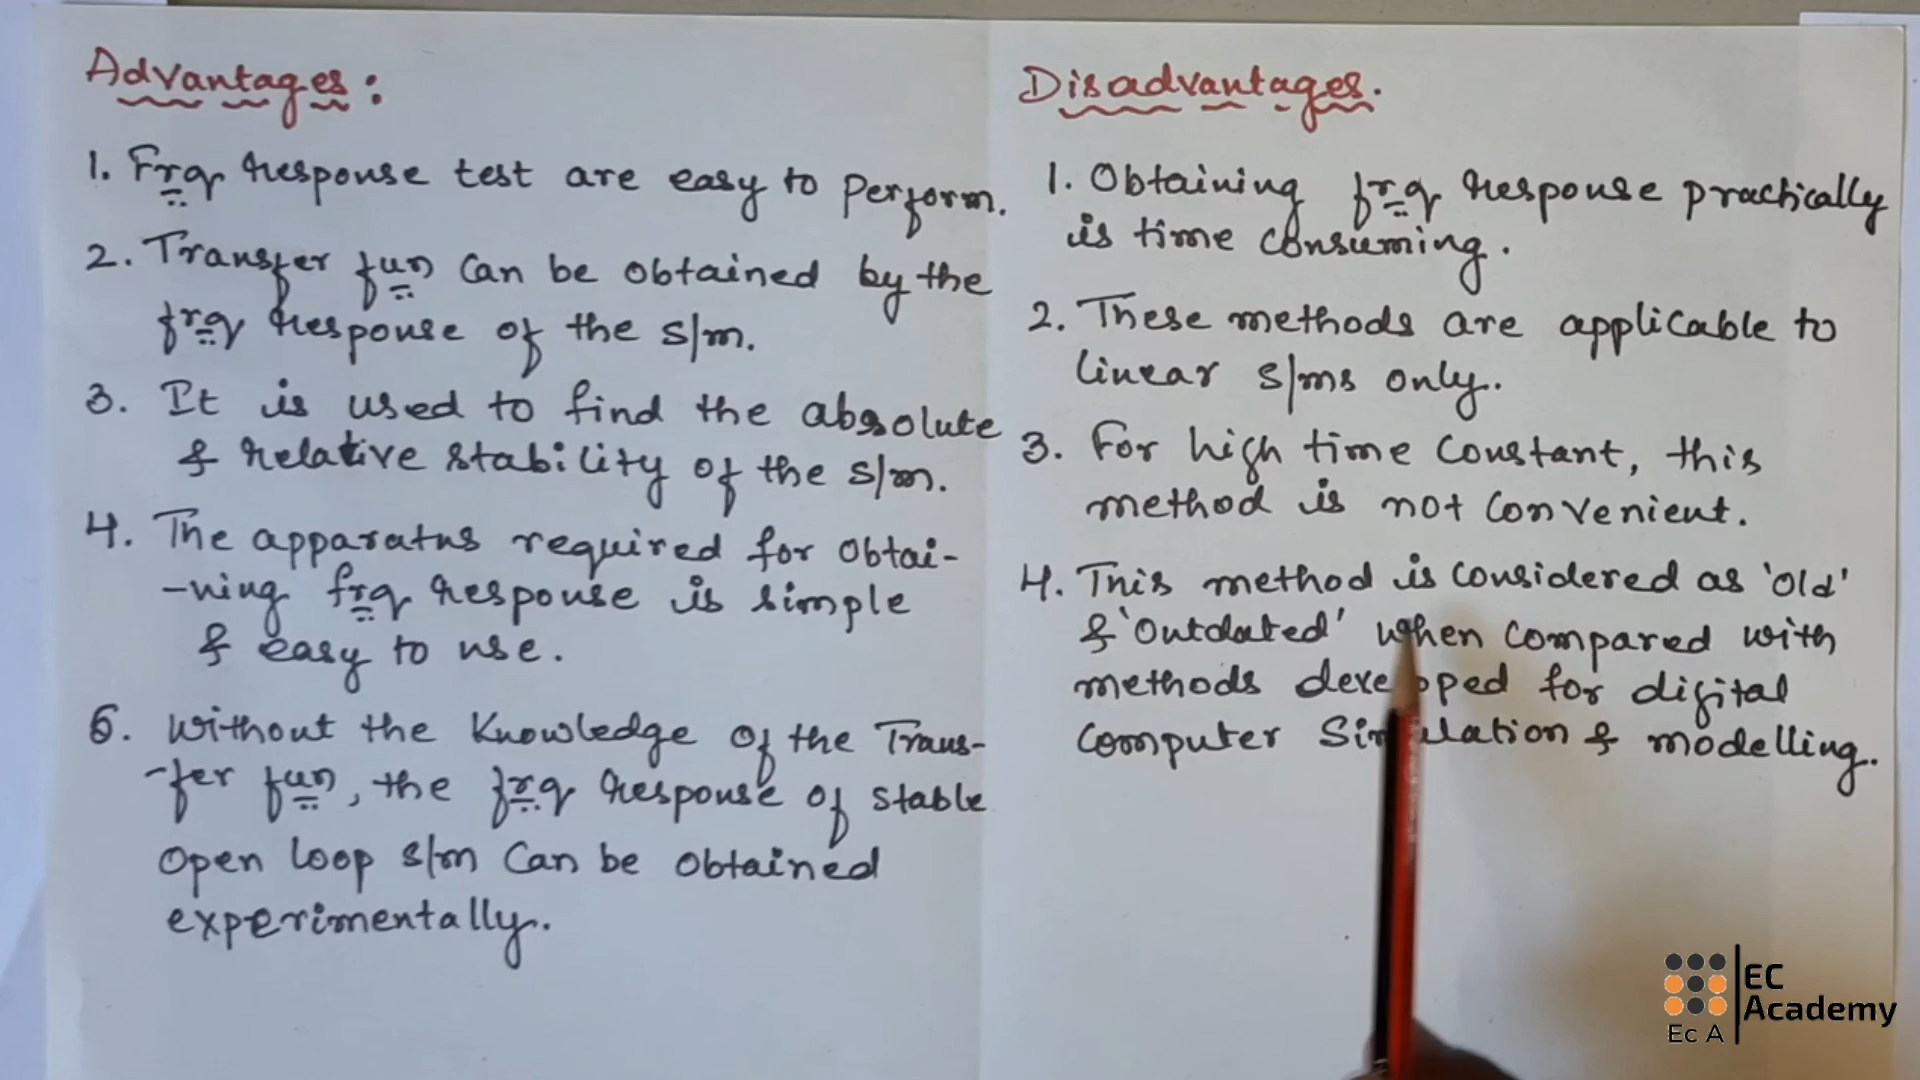 Advantages:
1. Frq response test are easy to perform.
2. Transfer fun can be obtained by the
frq response of the s/m.
3. It is used to find the absolute
& relative stability of the s/m.
4. The apparatus required for obtai-
-ning frq response is simple
& easy to use.
5. Without the knowledge of the Trans-
-fer fun, the frq response of stable
Open loop s/m can be obtained
experimentally.
Disadvantages.
1. Obtaining frq response practically
is time consuming.
2. These methods are applicable to
linear s/ms only.
3. For high time constant, this
method is not convenient.
4. This method is considered as 'old'
& 'outdated' when compared with
methods developed for digital
computer Simulation & modelling.
EC
Academy
Ec A